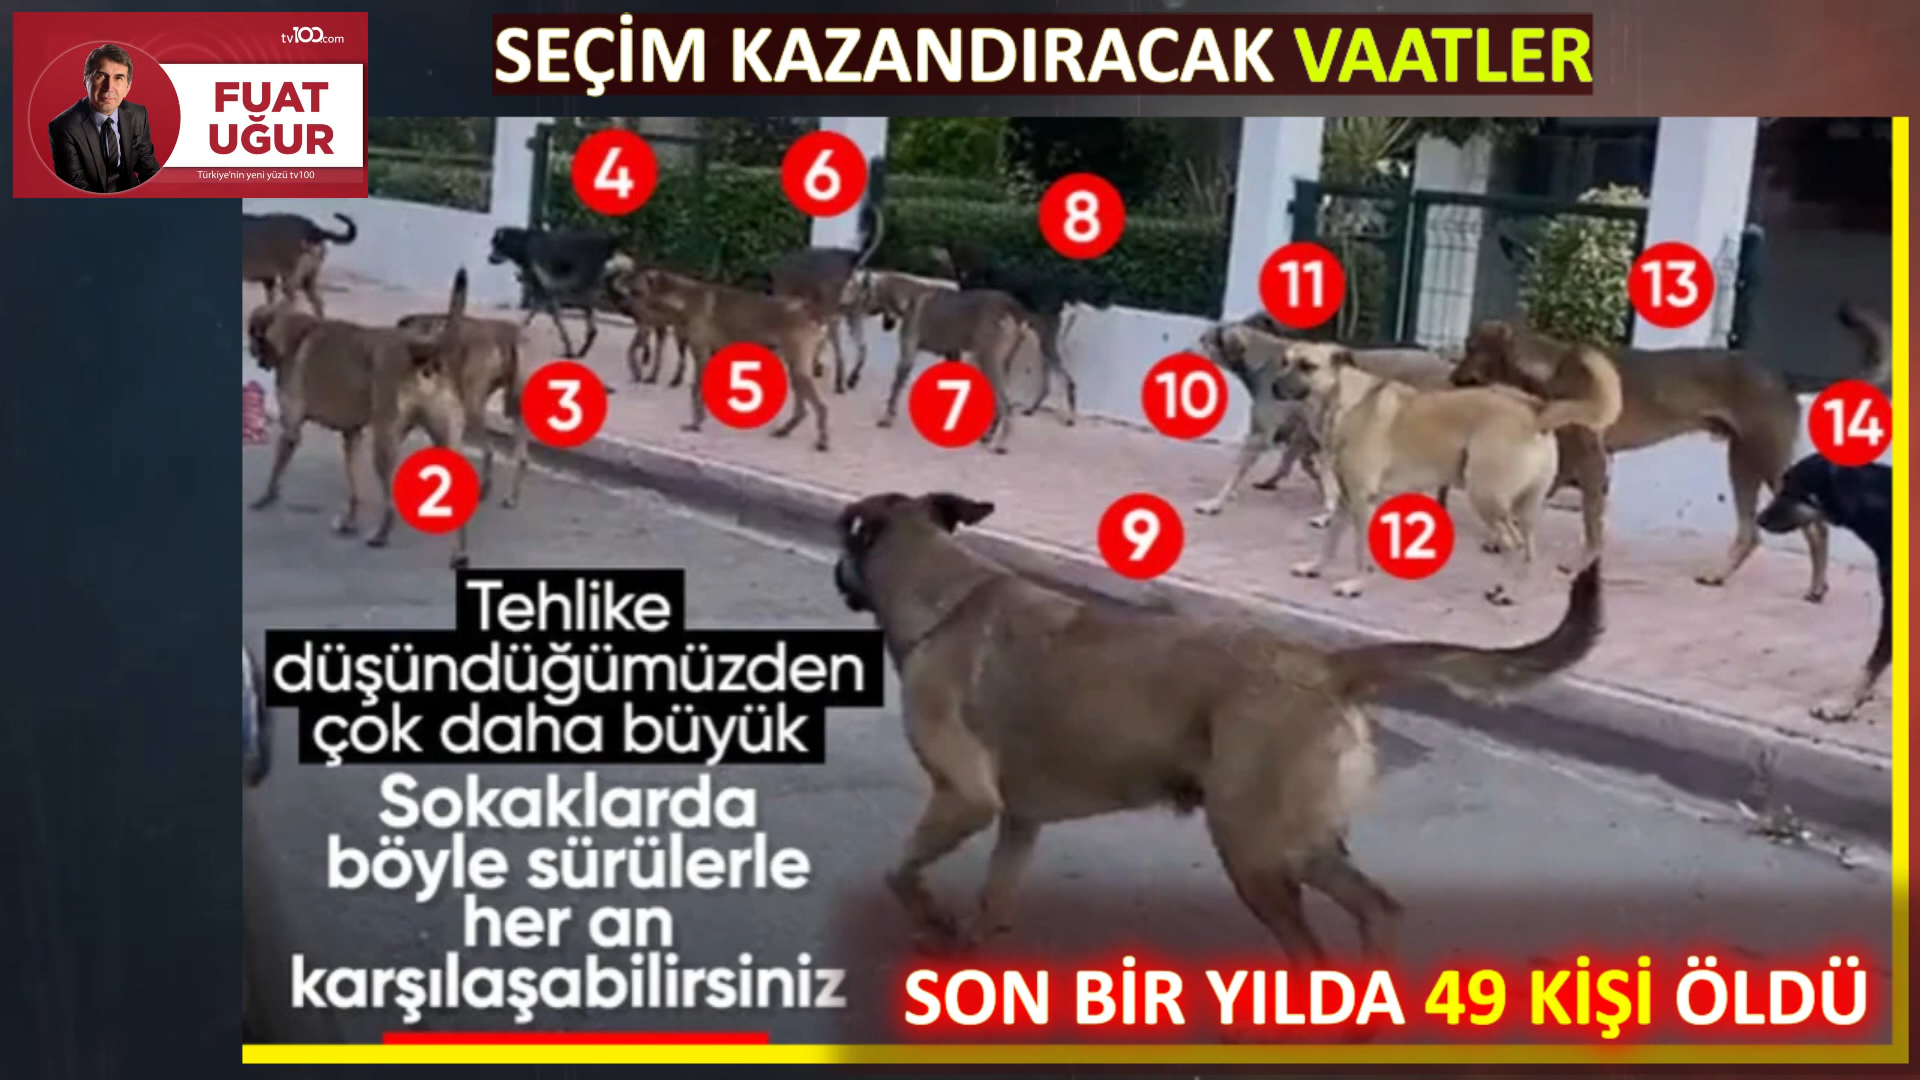 tv100.com
FUAT
UĞUR
Türkiye'nin yeni yüzü tv100
SEÇİM KAZANDIRACAK VAATLER
4
6
8
11
13
3
5
7
10
14
2
9
12
Tehlike
düşündüğümüzden
çok daha büyük
Sokaklarda
böyle sürülerle
her an
karşılaşabilirsiniz
SON BİR YILDA 49 KİŞİ ÖLDÜ